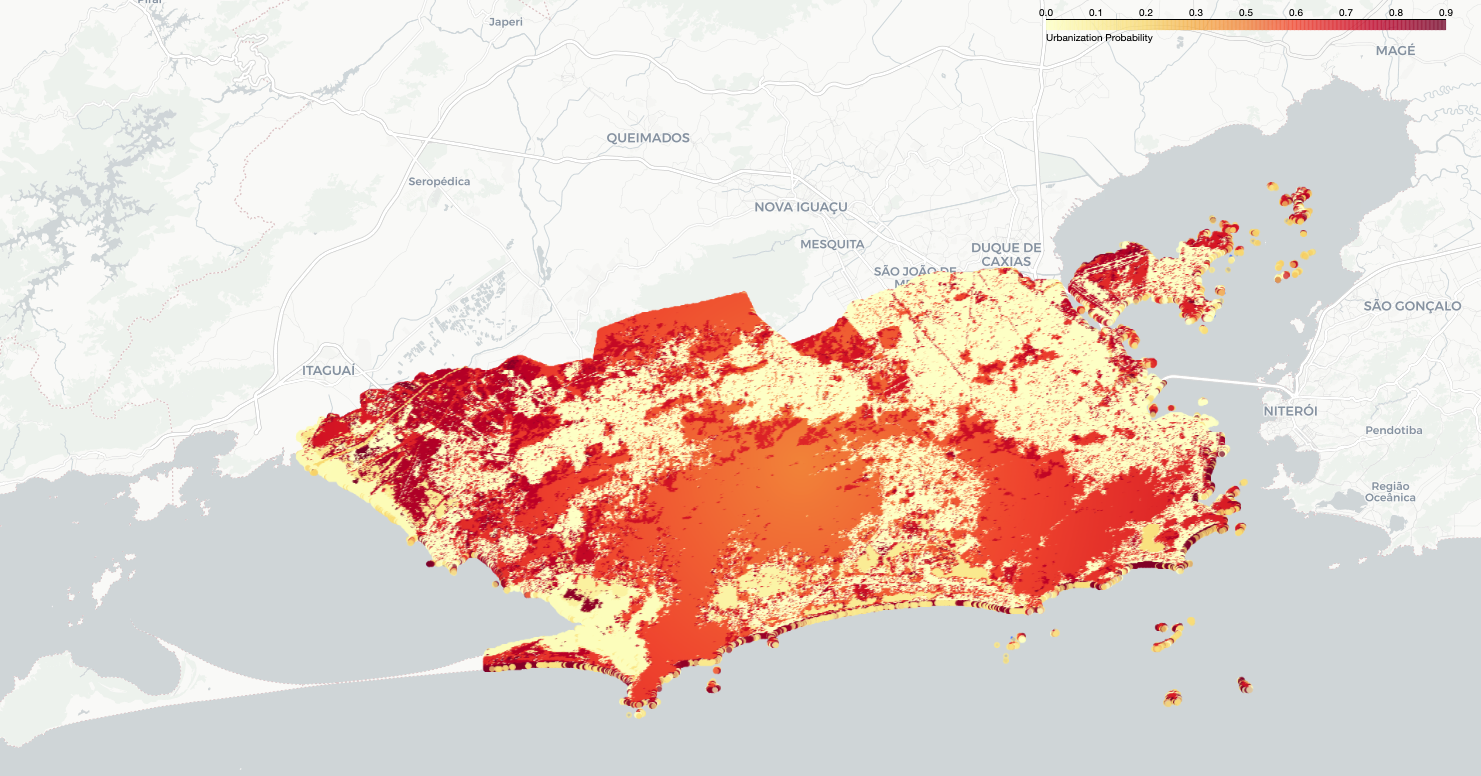 Piraí
Japeri
0.0 0.1 0.2 0.3 0.4 0.5 0.6 0.7 0.8 0.9
Urbanization Probability
MAGÉ
QUEIMADOS
Seropédica
NOVA IGUAÇU
MESQUITA
DUQUE DE
CAXIAS
SÃO JOÃO DE
SÃO GONÇALO
ITAGUAÍ
NITERÓI
Pendotiba
Região
Oceânica